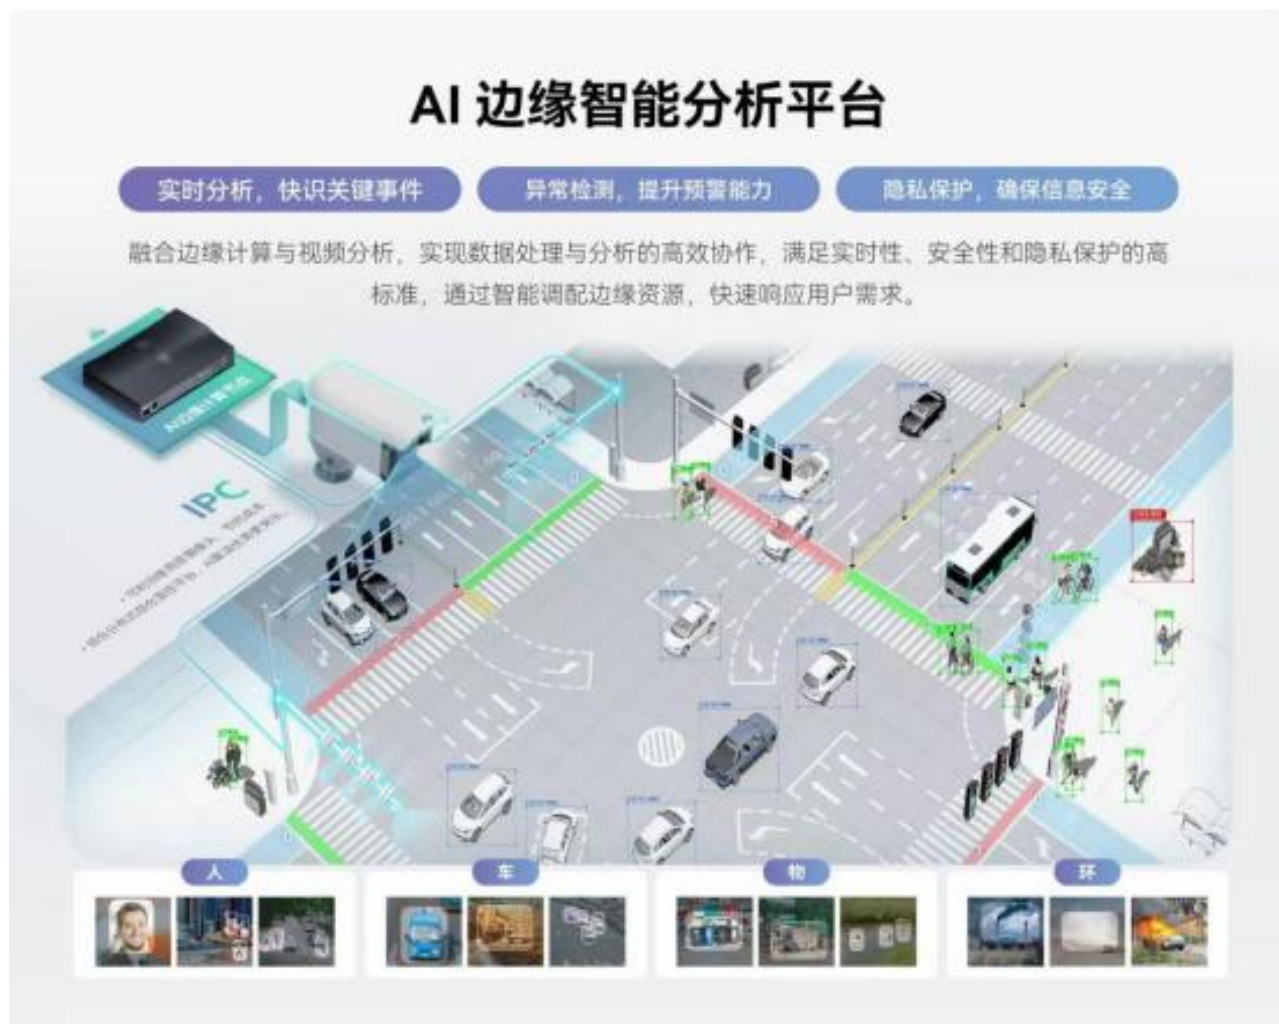 AI 边缘智能分析平台
实时分析，快识关键事件
异常检测，提升预警能力
隐私保护，确保信息安全
融合边缘计算与视频分析，实现数据处理与分析的高效协作，满足实时性、安全性和隐私保护的高
标准，通过智能调配边缘资源，快速响应用户需求。
IPC
人
车
物
环